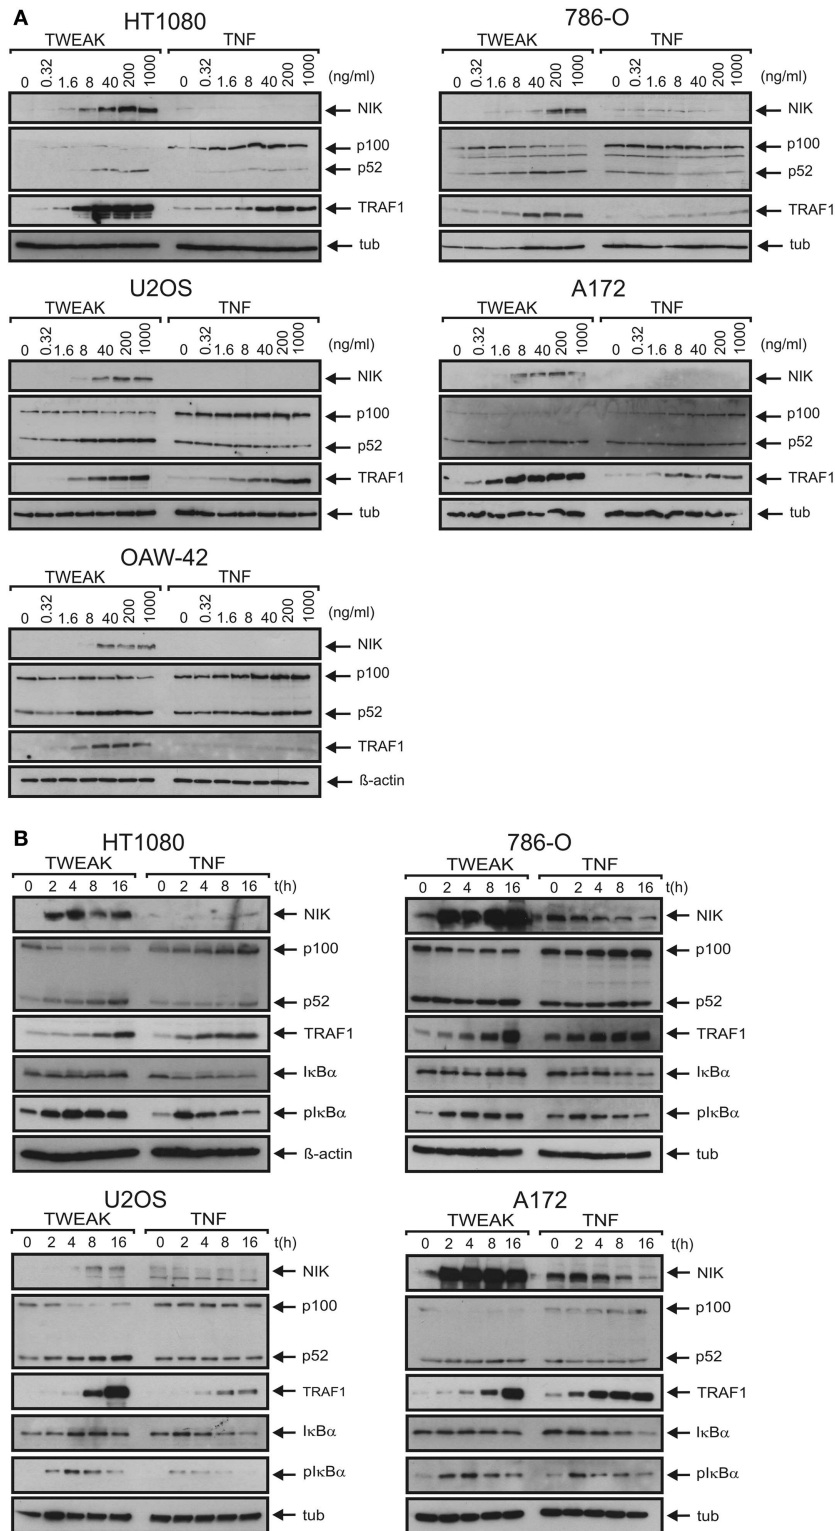 A
HT1080
TWEAK TNF
0 0.32 1.6 8 40 200 1000 0 0.32 1.6 8 40 200 1000 (ng/ml)
NIK
p100
p52
TRAF1
tub
786-O
TWEAK TNF
0 0.32 1.6 8 40 200 1000 0 0.32 1.6 8 40 200 1000 (ng/ml)
NIK
p100
p52
TRAF1
tub
U2OS
TWEAK TNF
0 0.32 1.6 8 40 200 1000 0 0.32 1.6 8 40 200 1000 (ng/ml)
NIK
p100
p52
TRAF1
tub
A172
TWEAK TNF
0 0.32 1.6 8 40 200 1000 0 0.32 1.6 8 40 200 1000 (ng/ml)
NIK
p100
p52
TRAF1
tub
OAW-42
TWEAK TNF
0 0.32 1.6 8 40 200 1000 0 0.32 1.6 8 40 200 1000 (ng/ml)
NIK
p100
p52
TRAF1
ß-actin
B
HT1080
TWEAK TNF
0 2 4 8 16 0 2 4 8 16 t(h)
NIK
p100
p52
TRAF1
IκBα
pIκBα
ß-actin
786-O
TWEAK TNF
0 2 4 8 16 0 2 4 8 16 t(h)
NIK
p100
p52
TRAF1
IκBα
pIκBα
tub
U2OS
TWEAK TNF
0 2 4 8 16 0 2 4 8 16 t(h)
NIK
p100
p52
TRAF1
IκBα
pIκBα
tub
A172
TWEAK TNF
0 2 4 8 16 0 2 4 8 16 t(h)
NIK
p100
p52
TRAF1
IκBα
pIκBα
tub